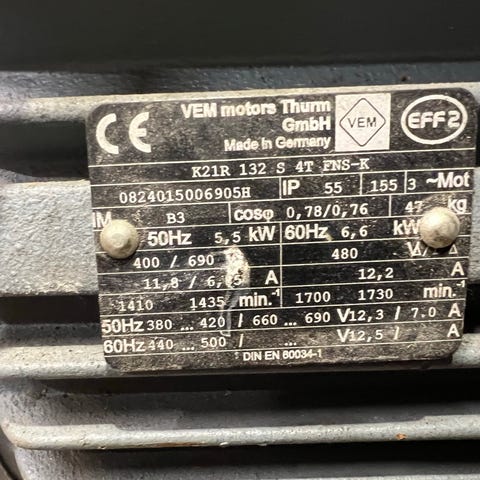 CE
VEM motors Thurm
GmbH
Made in Germany
VEM
EFF2
K21R 132 S 4T FNS-K
0824015006905H IP 55 155 3 ~Mot
IM B3 cosφ 0,78/0,76 47 kg
50Hz 5,5 kW 60Hz 6,6 kW
400 / 690 480
11,8 / A 12,2 A
1410 1435 min.⁻¹ 1700 1730 min.⁻¹
50Hz 380 ... 420 / 660 ... 690 V 12,3 / 7.0 A
60Hz 440 ... 500 / ... V 12,5 / A
DIN EN 60034-1